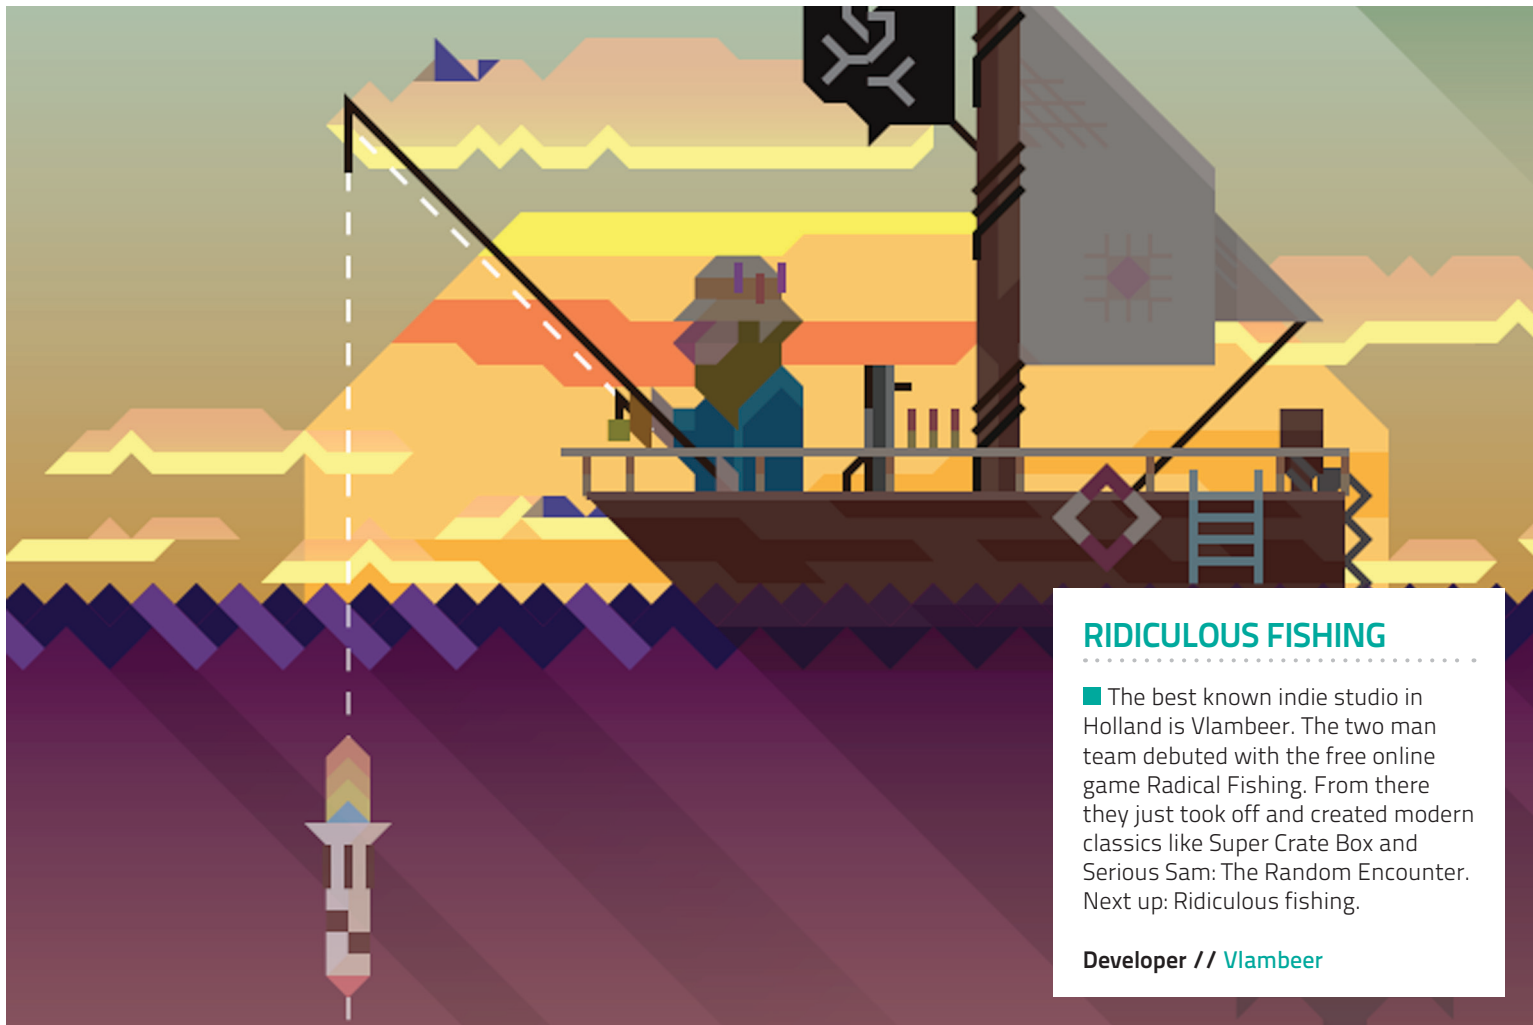 RIDICULOUS FISHING
The best known indie studio in
Holland is Vlambeer. The two man
team debuted with the free online
game Radical Fishing. From there
they just took off and created modern
classics like Super Crate Box and
Serious Sam: The Random Encounter.
Next up: Ridiculous fishing.
Developer // Vlambeer